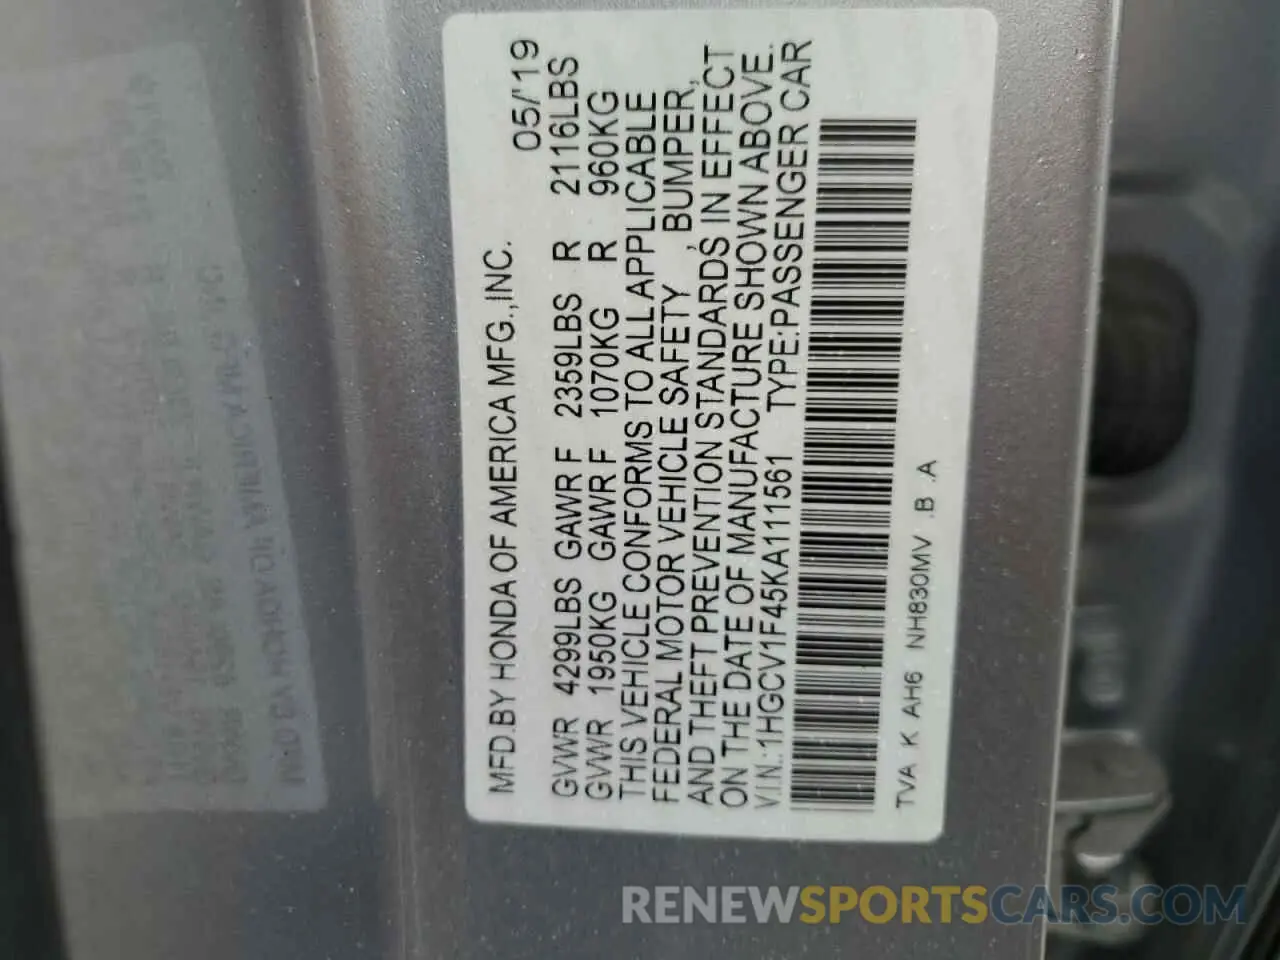 MFD.BY HONDA OF AMERICA MFG.,INC. 05/'19
GVWR 4299LBS GAWR F 2359LBS R 2116LBS
GVWR 1950KG GAWR F 1070KG R 960KG
THIS VEHICLE CONFORMS TO ALL APPLICABLE
FEDERAL MOTOR VEHICLE SAFETY, BUMPER,
AND THEFT PREVENTION STANDARDS IN EFFECT
ON THE DATE OF MANUFACTURE SHOWN ABOVE.
V.I.N.:1HGCV1F45KA111561 TYPE:PASSENGER CAR
TVA K AH6 NH830MV .B .A
RENEWSPORTSCARS.COM